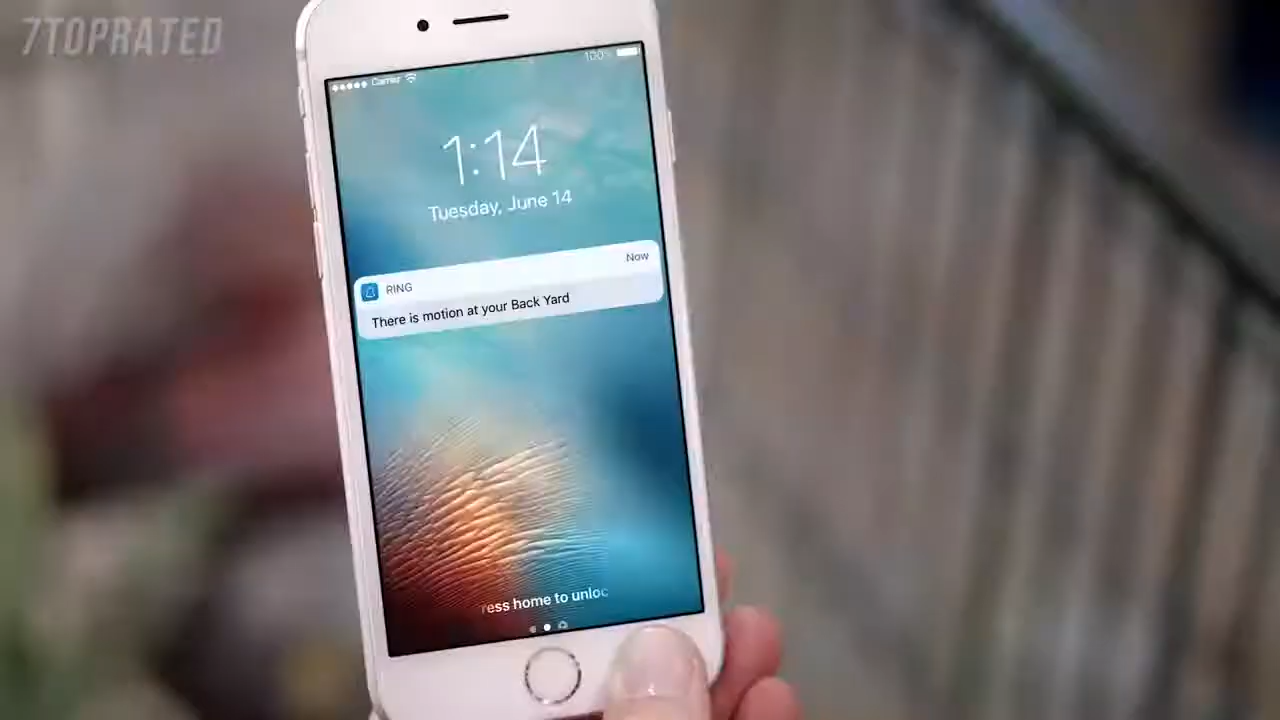 7TOPRATED
Carrier
100%
1:14
Tuesday, June 14
RING
Now
There is motion at your Back Yard
ress home to unloc